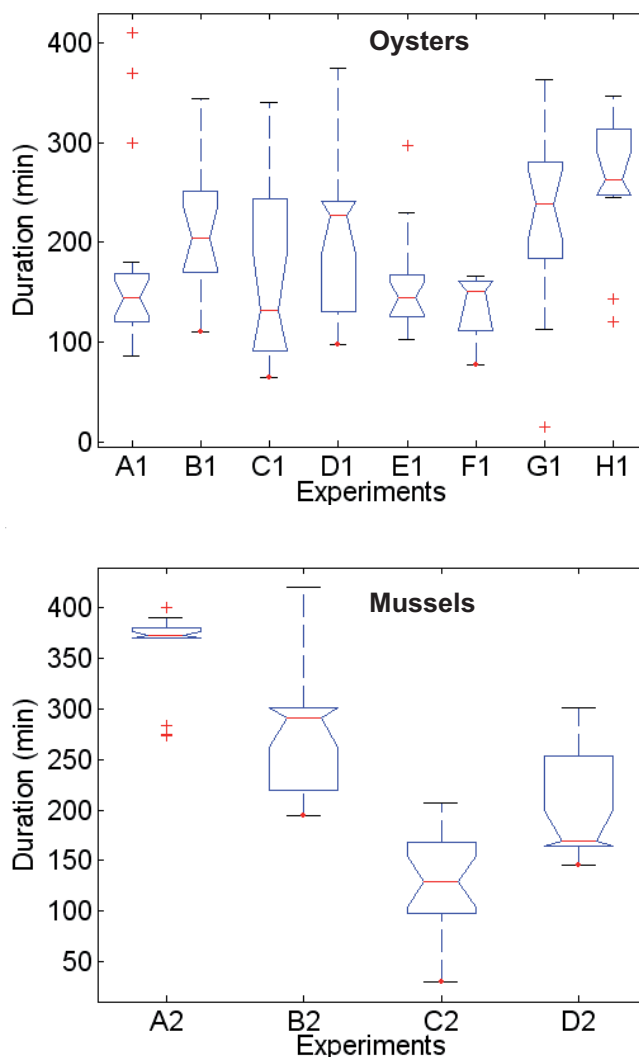 Oysters
400
300
200
100
0
Duration (min)
A1 B1 C1 D1 E1 F1 G1 H1
Experiments
Mussels
400
350
300
250
200
150
100
50
Duration (min)
A2 B2 C2 D2
Experiments